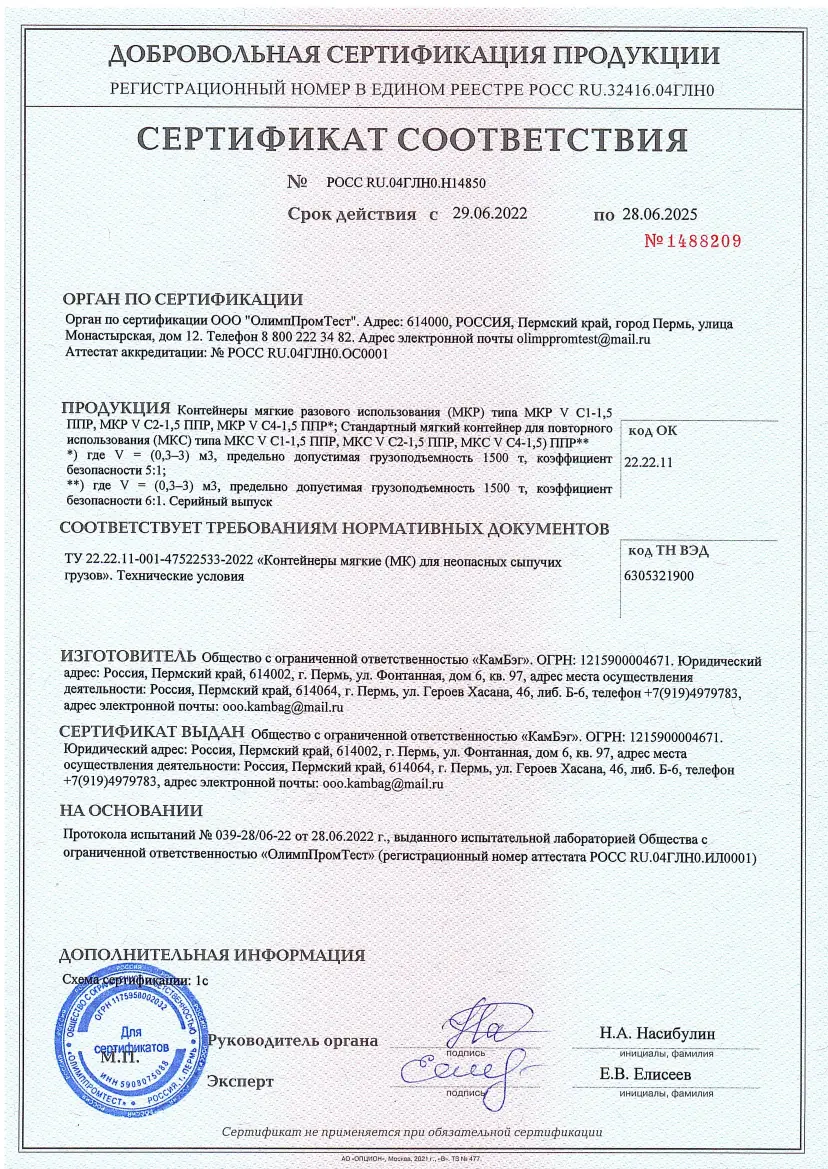 ДОБРОВОЛЬНАЯ СЕРТИФИКАЦИЯ ПРОДУКЦИИ
РЕГИСТРАЦИОННЫЙ НОМЕР В ЕДИНОМ РЕЕСТРЕ РОСС RU.32416.04ГЛН0
СЕРТИФИКАТ СООТВЕТСТВИЯ
№ РОСС RU.04ГЛН0.Н14850
Срок действия с 29.06.2022 по 28.06.2025
№1488209
ОРГАН ПО СЕРТИФИКАЦИИ
Орган по сертификации ООО "ОлимпПромТест". Адрес: 614000, РОССИЯ, Пермский край, город Пермь, улица
Монастырская, дом 12. Телефон 8 800 222 34 82. Адрес электронной почты olimppromtest@mail.ru
Аттестат аккредитации: № РОСС RU.04ГЛН0.ОС0001
ПРОДУКЦИЯ Контейнеры мягкие разового использования (МКР) типа МКР V С1-1,5
ППР, МКР V С2-1,5 ППР, МКР V С4-1,5 ППР*; Стандартный мягкий контейнер для повторного
использования (МКС) типа МКС V С1-1,5 ППР, МКС V С2-1,5 ППР, МКС V С4-1,5) ППР**
*) где V = (0,3–3) м3, предельно допустимая грузоподъемность 1500 т, коэффициент
безопасности 5:1;
**) где V = (0,3–3) м3, предельно допустимая грузоподъемность 1500 т, коэффициент
безопасности 6:1. Серийный выпуск
код ОК
22.22.11
СООТВЕТСТВУЕТ ТРЕБОВАНИЯМ НОРМАТИВНЫХ ДОКУМЕНТОВ
ТУ 22.22.11-001-47522533-2022 «Контейнеры мягкие (МК) для неопасных сыпучих
грузов». Технические условия
код ТН ВЭД
6305321900
ИЗГОТОВИТЕЛЬ Общество с ограниченной ответственностью «КамБэг». ОГРН: 1215900004671. Юридический
адрес: Россия, Пермский край, 614002, г. Пермь, ул. Фонтанная, дом 6, кв. 97, адрес места осуществления
деятельности: Россия, Пермский край, 614064, г. Пермь, ул. Героев Хасана, 46, либ. Б-6, телефон +7(919)4979783,
адрес электронной почты: ooo.kambag@mail.ru
СЕРТИФИКАТ ВЫДАН Общество с ограниченной ответственностью «КамБэг». ОГРН: 1215900004671.
Юридический адрес: Россия, Пермский край, 614002, г. Пермь, ул. Фонтанная, дом 6, кв. 97, адрес места
осуществления деятельности: Россия, Пермский край, 614064, г. Пермь, ул. Героев Хасана, 46, либ. Б-6, телефон
+7(919)4979783, адрес электронной почты: ooo.kambag@mail.ru
НА ОСНОВАНИИ
Протокола испытаний № 039-28/06-22 от 28.06.2022 г., выданного испытательной лабораторией Общества с
ограниченной ответственностью «ОлимпПромТест» (регистрационный номер аттестата РОСС RU.04ГЛН0.ИЛ0001)
ДОПОЛНИТЕЛЬНАЯ ИНФОРМАЦИЯ
Схема сертификации: 1с
ОБЩЕСТВО С ОГРАНИЧЕННОЙ ОТВЕТСТВЕННОСТЬЮ
ОГРН 1175958002032
Для
сертификатов
М.П.
ИНН 5908075088
«ОЛИМППРОМТЕСТ» РОССИЯ, г. ПЕРМЬ
Руководитель органа
подпись
Н.А. Насибулин
инициалы, фамилия
Эксперт
подпись
Е.В. Елисеев
инициалы, фамилия
Сертификат не применяется при обязательной сертификации
АО «ОПЦИОН», Москва, 2021 г., «В». ТЗ № 477.